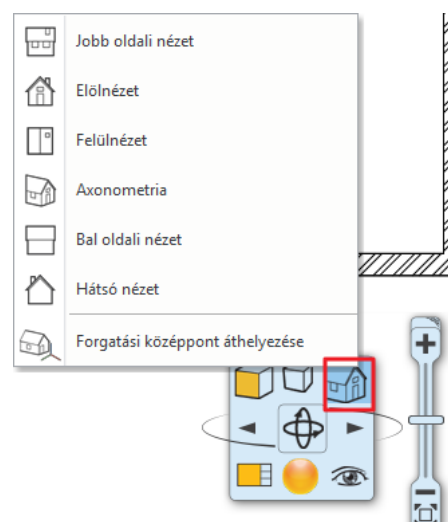 Jobb oldali nézet
Elölnézet
Felülnézet
Axonometria
Bal oldali nézet
Hátsó nézet
Forgatási középpont áthelyezése